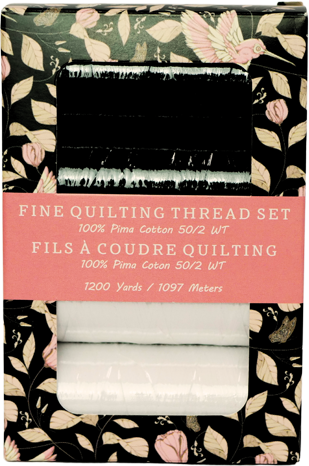 FINE QUILTING THREAD SET
100% Pima Cotton 50/2 WT
FILS À COUDRE QUILTING
100% Pima Coton 50/2 WT
1200 Yards / 1097 Meters